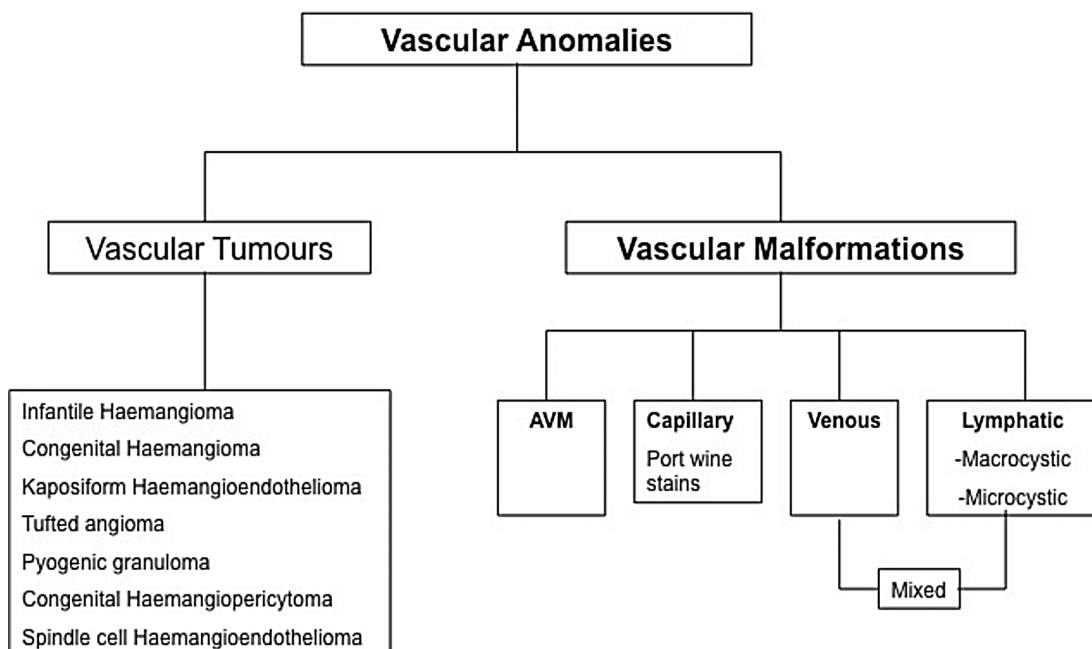 Vascular Anomalies
Vascular Tumours
Vascular Malformations
Infantile Haemangioma
Congenital Haemangioma
Kaposiform Haemangioendothelioma
Tufted angioma
Pyogenic granuloma
Congenital Haemangiopericytoma
Spindle cell Haemangioendothelioma
AVM
Capillary
Port wine
stains
Venous
Lymphatic
-Macrocystic
-Microcystic
Mixed